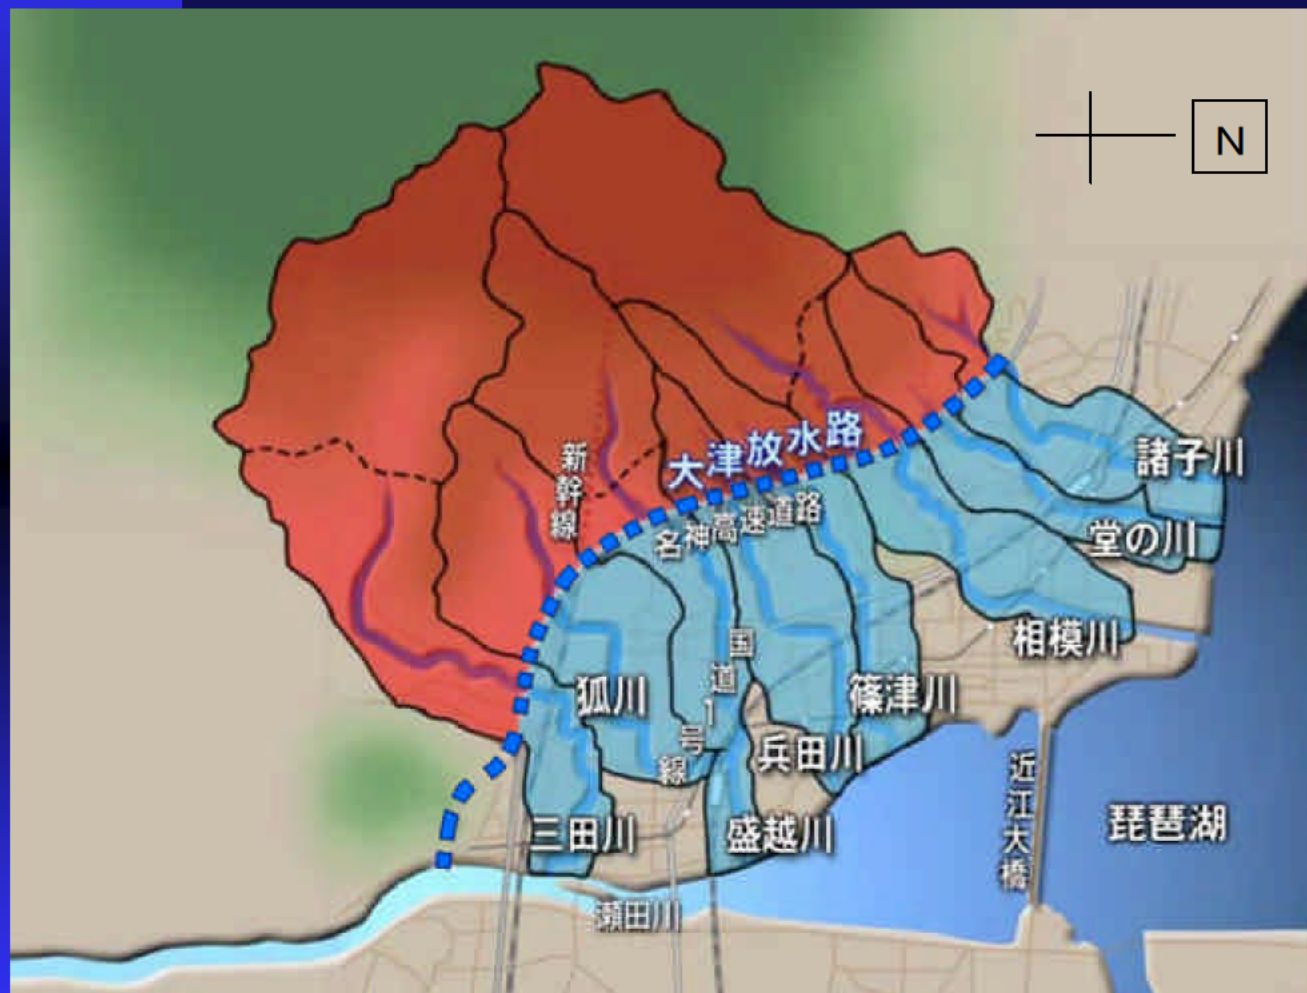 N
大津放水路
新幹線
名神高速道路
諸子川
堂の川
相模川
国道1号線
狐川
篠津川
兵田川
三田川
盛越川
近江大橋
琵琶湖
瀬田川